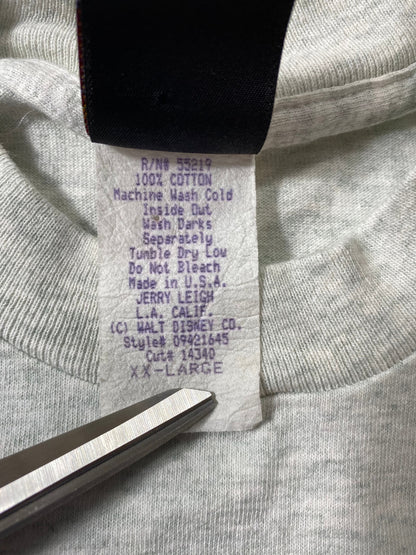 R/N# 55219
100% COTTON
Machine Wash Cold
Inside Out
Wash Darks
Separately
Tumble Dry Low
Do Not Bleach
Made in U.S.A.
JERRY LEIGH
L.A. CALIF.
(C) WALT DISNEY CO.
Style# 09421645
Cut# 14340
XX-LARGE